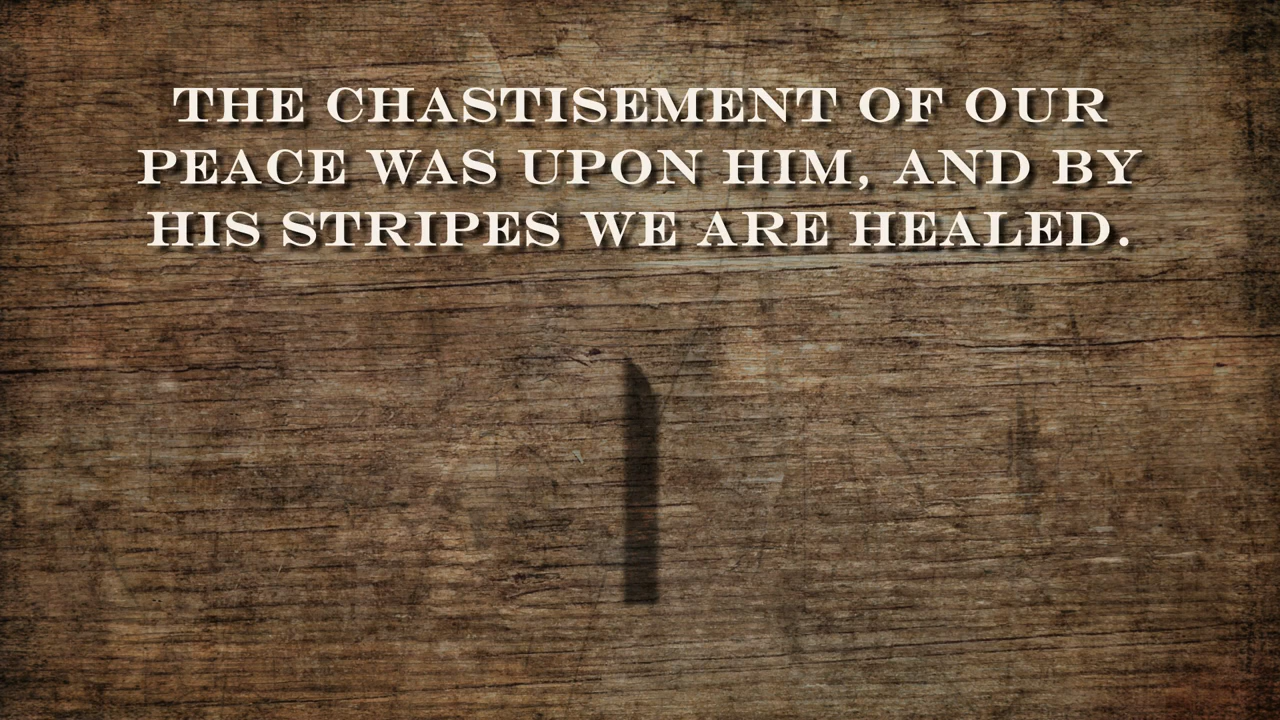 THE CHASTISEMENT OF OUR
PEACE WAS UPON HIM, AND BY
HIS STRIPES WE ARE HEALED.